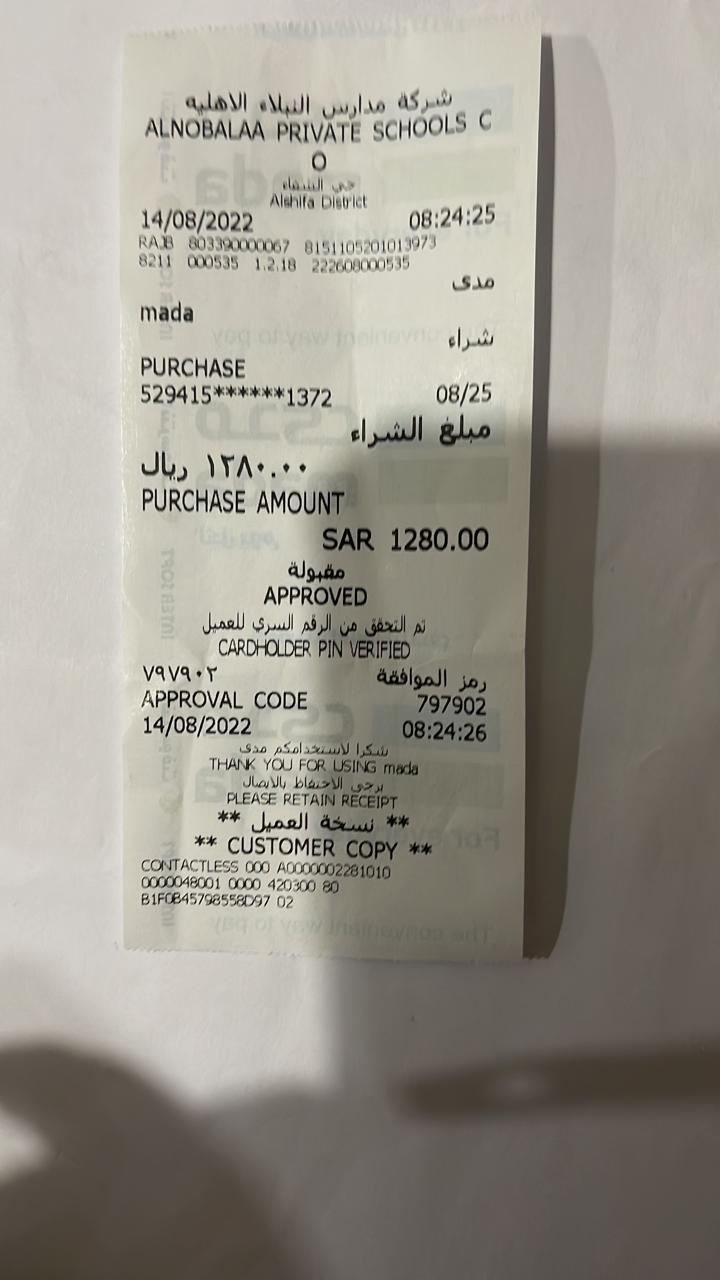 شركة مدارس النبلاء الاهليه
ALNOBALAA PRIVATE SCHOOLS C
O
حي الشفاء
Alshifa District
14/08/2022 08:24:25
RAJB 803390000067 8151105201013973
8211 000535 1.2.18 222608000535
مدى
mada
شراء
PURCHASE
529415******1372 08/25
مبلغ الشراء
١٢٨٠.٠٠ ريال
PURCHASE AMOUNT
SAR 1280.00
مقبولة
APPROVED
تم التحقق من الرقم السري للعميل
CARDHOLDER PIN VERIFIED
رمز الموافقة ٧٩٧٩٠٢
APPROVAL CODE 797902
14/08/2022 08:24:26
شكرا لاستخدامكم مدى
THANK YOU FOR USING mada
يرجى الاحتفاظ بالايصال
PLEASE RETAIN RECEIPT
** نسخة العميل **
** CUSTOMER COPY **
CONTACTLESS 000 A0000002281010
0000048001 0000 420300 80
B1F0B45798558D97 02